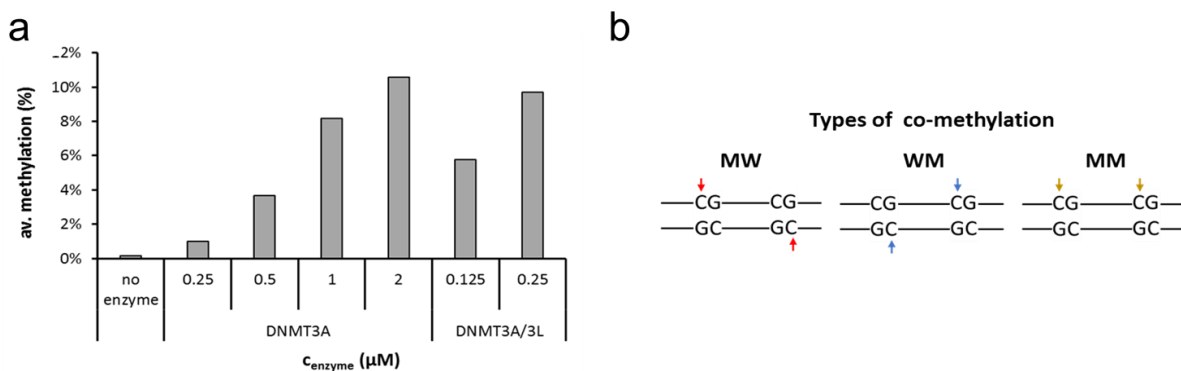 a
b
av. methylation (%)
2%
10%
8%
6%
4%
2%
0%
no enzyme
0.25
0.5
1
2
0.125
0.25
DNMT3A
DNMT3A/3L
c enzyme (µM)
Types of co-methylation
MW
WM
MM
CG CG
GC GC
CG CG
GC GC
CG CG
GC GC